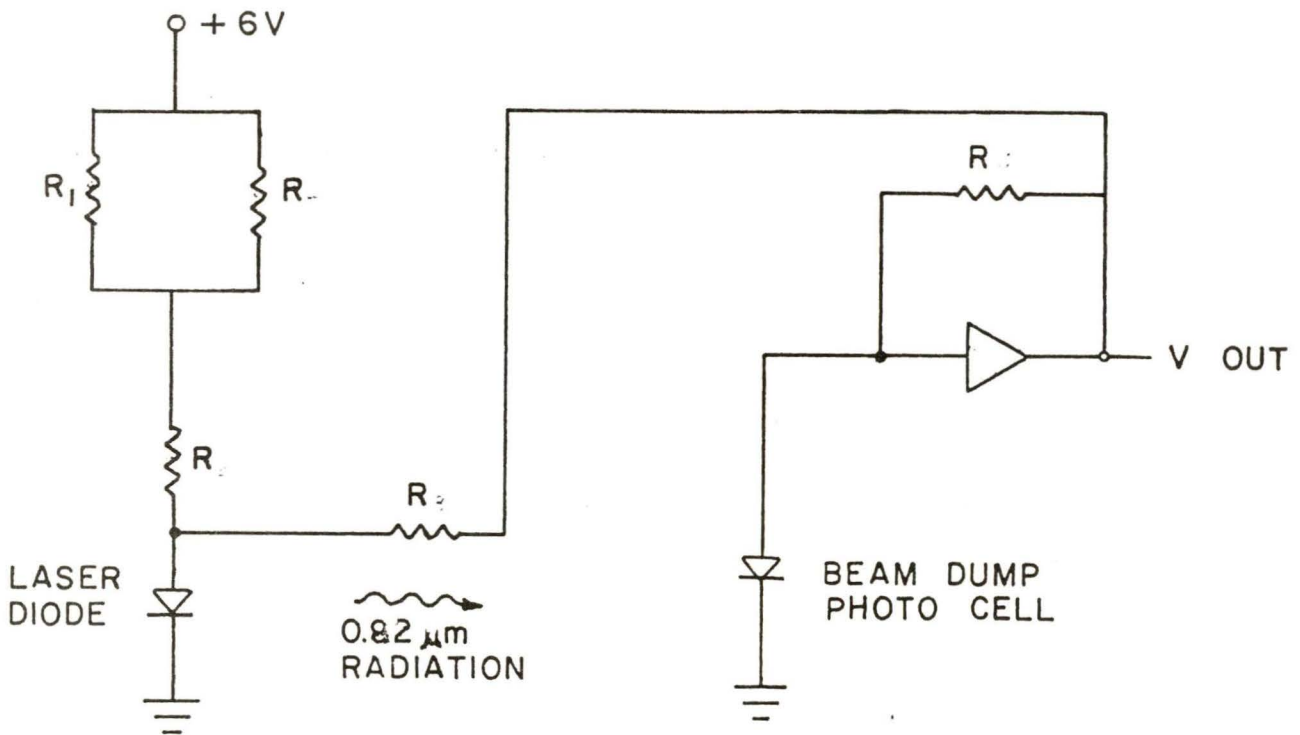 + 6V
R1
R
R
R
R
V OUT
LASER
DIODE
0.82 μm
RADIATION
BEAM DUMP
PHOTO CELL